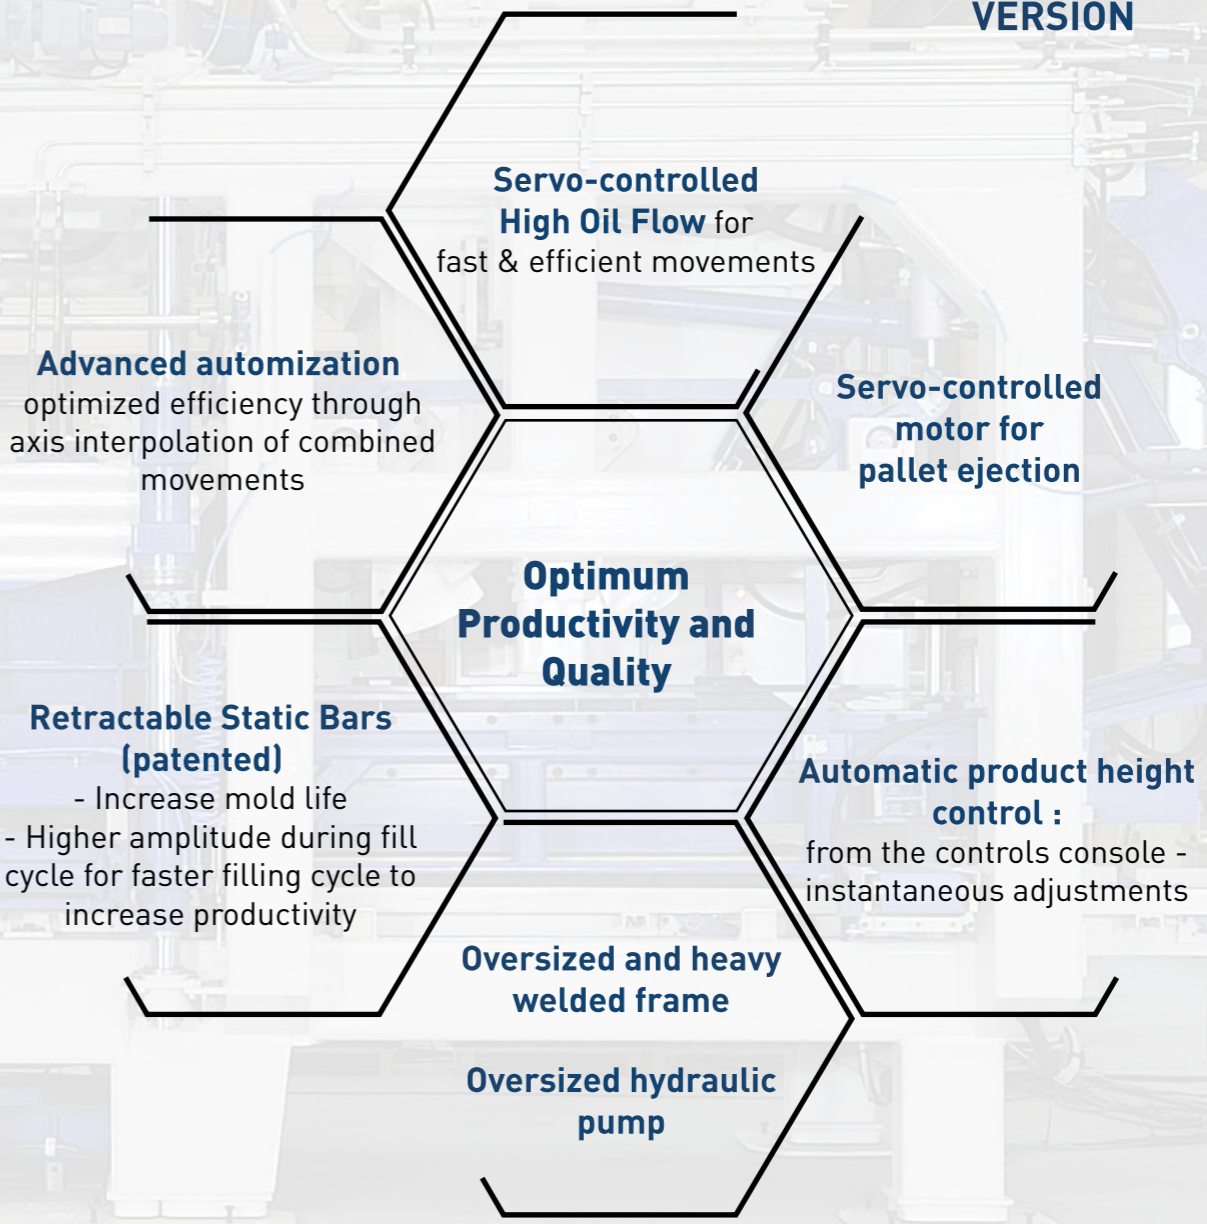 VERSION
Servo-controlled
High Oil Flow for
fast & efficient movements
Advanced automization
optimized efficiency through
axis interpolation of combined
movements
Servo-controlled
motor for
pallet ejection
Optimum
Productivity and
Quality
Retractable Static Bars
(patented)
- Increase mold life
- Higher amplitude during fill
cycle for faster filling cycle to
increase productivity
Automatic product height
control :
from the controls console -
instantaneous adjustments
Oversized and heavy
welded frame
Oversized hydraulic
pump